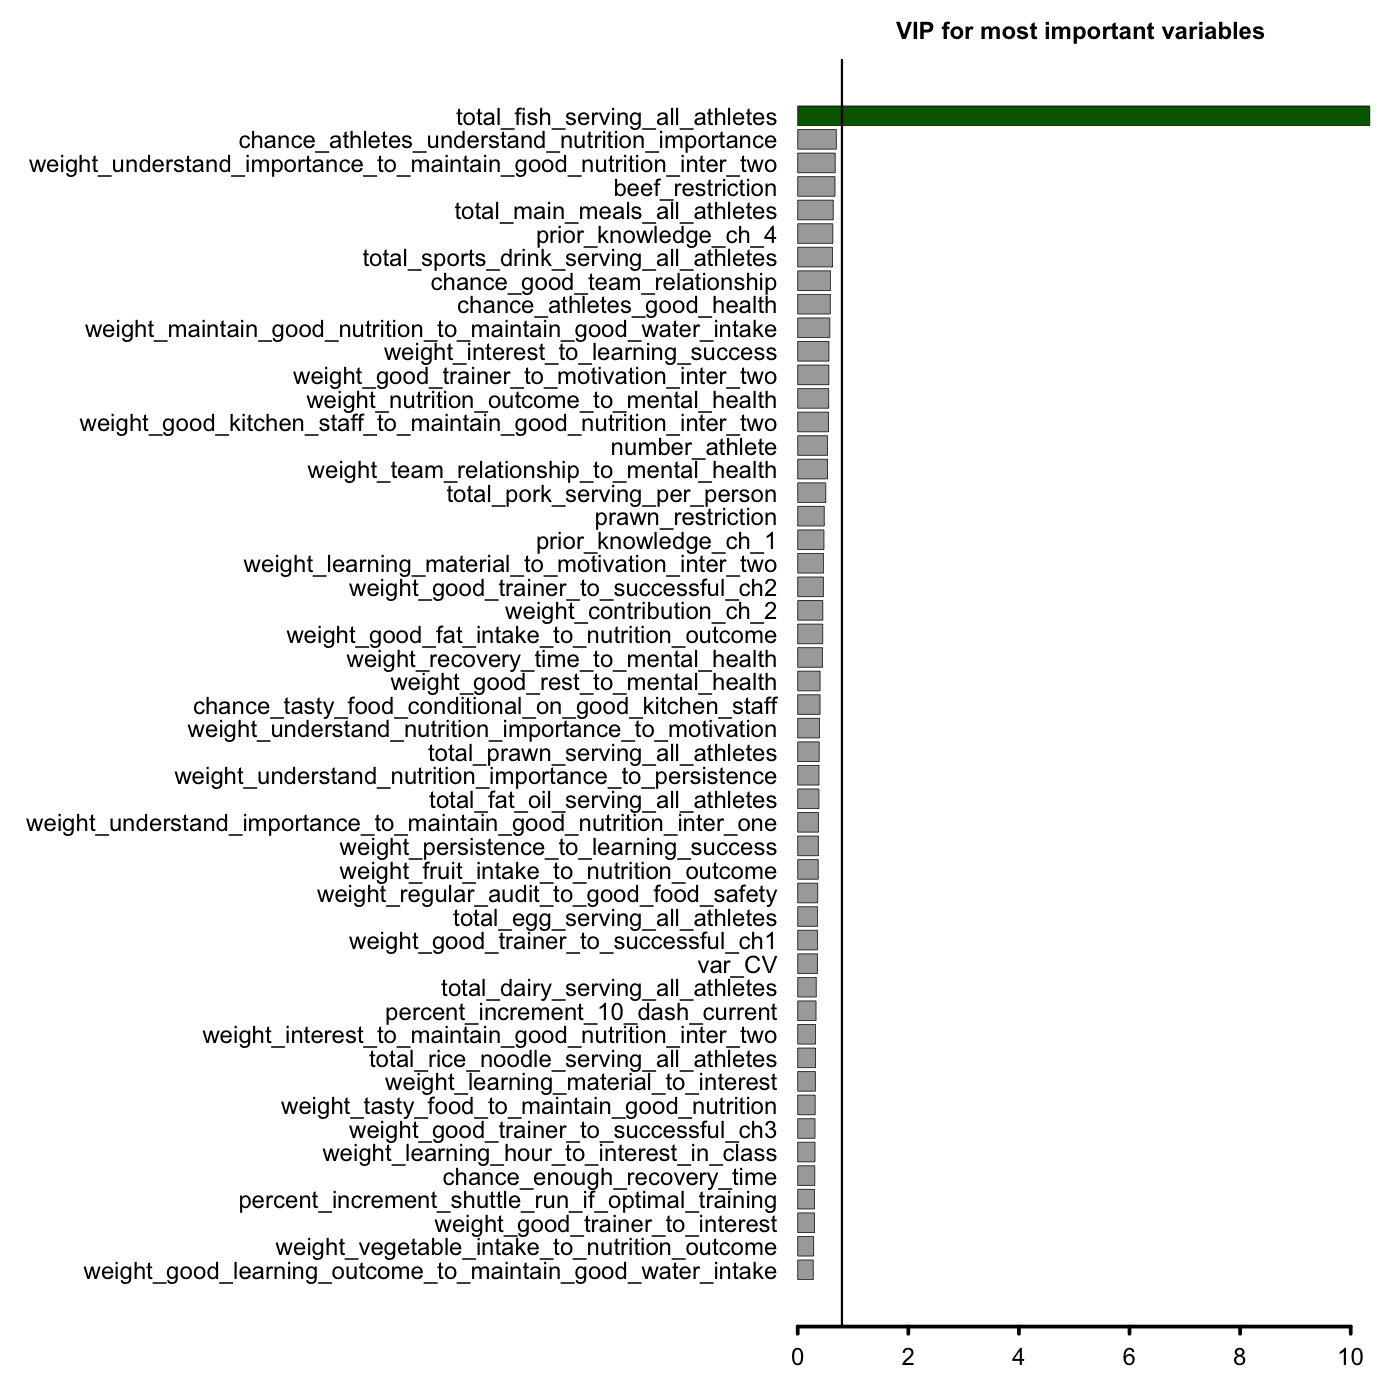 VIP for most important variables
total_fish_serving_all_athletes
chance_athletes_understand_nutrition_importance
weight_understand_importance_to_maintain_good_nutrition_inter_two
beef_restriction
total_main_meals_all_athletes
prior_knowledge_ch_4
total_sports_drink_serving_all_athletes
chance_good_team_relationship
chance_athletes_good_health
weight_maintain_good_nutrition_to_maintain_good_water_intake
weight_interest_to_learning_success
weight_good_trainer_to_motivation_inter_two
weight_nutrition_outcome_to_mental_health
weight_good_kitchen_staff_to_maintain_good_nutrition_inter_two
number_athlete
weight_team_relationship_to_mental_health
total_pork_serving_per_person
prawn_restriction
prior_knowledge_ch_1
weight_learning_material_to_motivation_inter_two
weight_good_trainer_to_successful_ch2
weight_contribution_ch_2
weight_good_fat_intake_to_nutrition_outcome
weight_recovery_time_to_mental_health
weight_good_rest_to_mental_health
chance_tasty_food_conditional_on_good_kitchen_staff
weight_understand_nutrition_importance_to_motivation
total_prawn_serving_all_athletes
weight_understand_nutrition_importance_to_persistence
total_fat_oil_serving_all_athletes
weight_understand_importance_to_maintain_good_nutrition_inter_one
weight_persistence_to_learning_success
weight_fruit_intake_to_nutrition_outcome
weight_regular_audit_to_good_food_safety
total_egg_serving_all_athletes
weight_good_trainer_to_successful_ch1
var_CV
total_dairy_serving_all_athletes
percent_increment_10_dash_current
weight_interest_to_maintain_good_nutrition_inter_two
total_rice_noodle_serving_all_athletes
weight_learning_material_to_interest
weight_tasty_food_to_maintain_good_nutrition
weight_good_trainer_to_successful_ch3
weight_learning_hour_to_interest_in_class
chance_enough_recovery_time
percent_increment_shuttle_run_if_optimal_training
weight_good_trainer_to_interest
weight_vegetable_intake_to_nutrition_outcome
weight_good_learning_outcome_to_maintain_good_water_intake
0 2 4 6 8 10